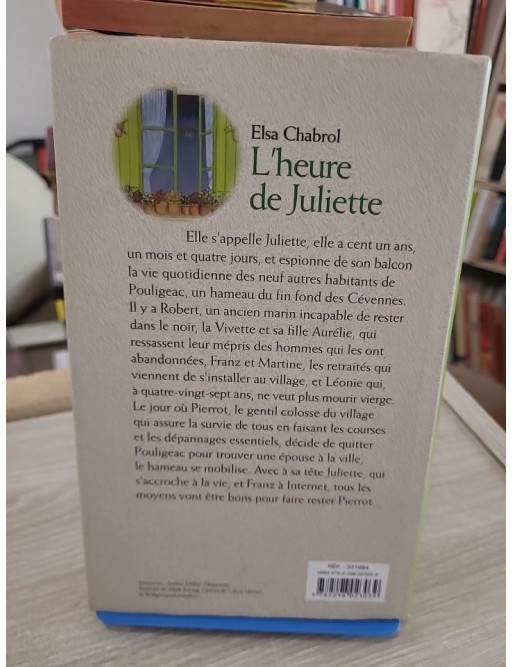 Elsa Chabrol
L'heure
de Juliette
Elle s'appelle Juliette, elle a cent un ans,
un mois et quatre jours, et espionne de son balcon
la vie quotidienne des neuf autres habitants de
Pouligeac, un hameau du fin fond des Cévennes.
Il y a Robert, un ancien marin incapable de rester
dans le noir, la Vivette et sa fille Aurélie, qui
ressassent leur mépris des hommes qui les ont
abandonnées, Franz et Martine, les retraités qui
viennent de s'installer au village, et Léonie qui,
à quatre-vingt-sept ans, ne veut plus mourir vierge.
Le jour où Pierrot, le gentil colosse du village
qui assure la survie de tous en faisant les courses
et les dépannages essentiels, décide de quitter
Pouligeac pour trouver une épouse à la ville,
le hameau se mobilise. Avec à sa tête Juliette, qui
s'accroche à la vie, et Franz à Internet, tous les
moyens vont être bons pour faire rester Pierrot...